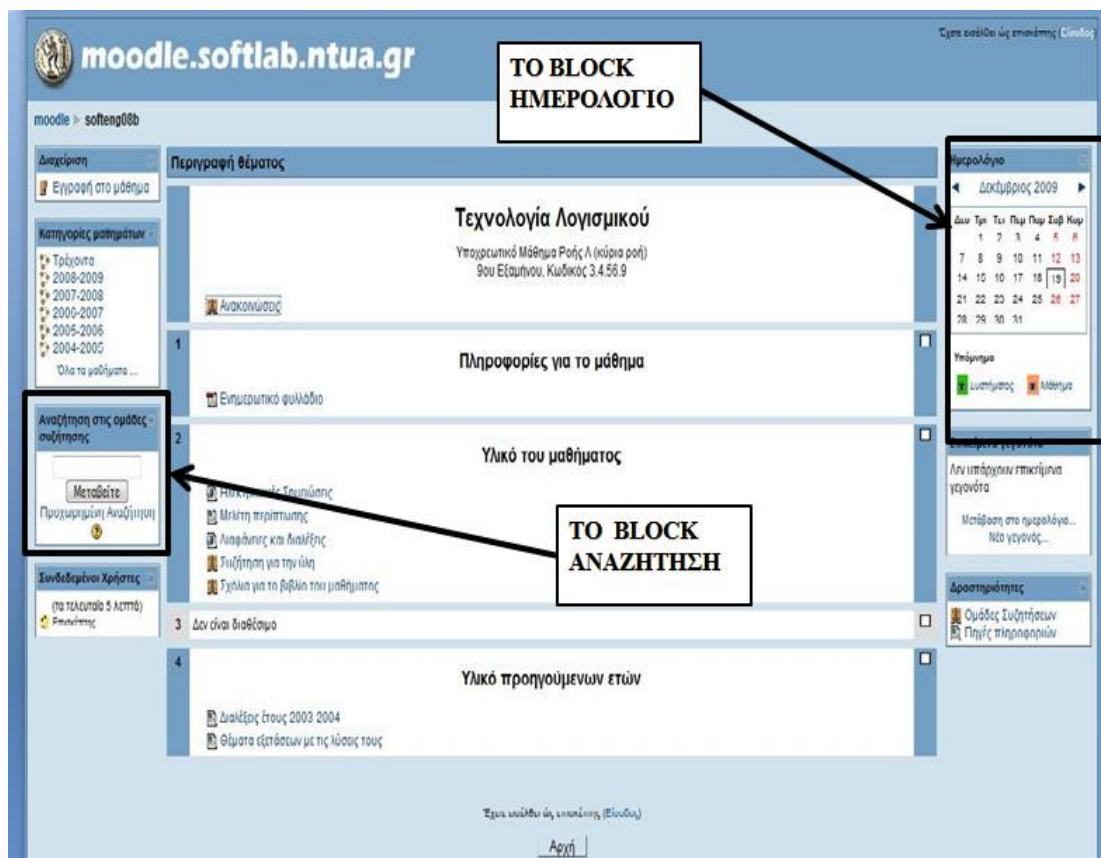 moodle.softlab.ntua.gr
Έχετε εισέλθει ώς επισκέπτης (Είσοδος)
ΤΟ BLOCK
ΗΜΕΡΟΛΟΓΙΟ
moodle ► softeng08b
Διαχείριση
Εγγραφή στο μάθημα
Κατηγορίες μαθημάτων
Τρέχοντα
2008-2009
2007-2008
2006-2007
2005-2006
2004-2005
Όλα τα μαθήματα ...
Αναζήτηση στις ομάδες
συζήτησης
Μεταβείτε
Προχωρημένη Αναζήτηση
Συνδεδεμένοι Χρήστες
(τα τελευταία 5 λεπτά)
Επισκέπτης
Περιγραφή θέματος
Τεχνολογία Λογισμικού
Υποχρεωτικό Μάθημα Ροής Λ (κύρια ροή)
9ου Εξαμήνου, Κωδικός 3.4.56.9
Ανακοινώσεις
1
Πληροφορίες για το μάθημα
Ενημερωτικό φυλλάδιο
2
Υλικό του μαθήματος
Ηλεκτρονικές Σημειώσεις
Μελέτη περίπτωσης
Διαφάνειες και διαλέξεις
Συζήτηση για την ύλη
Σχόλια για το βιβλίο του μαθήματος
ΤΟ BLOCK
ΑΝΑΖΗΤΗΣΗ
3 Δεν είναι διαθέσιμο
4
Υλικό προηγούμενων ετών
Διαλέξεις έτους 2003 2004
Θέματα εξετάσεων με τις λύσεις τους
Ημερολόγιο
◄ Δεκέμβριος 2009 ►
Δευ Τρι Τετ Πεμ Παρ Σαβ Κυρ
1 2 3 4 5 6
7 8 9 10 11 12 13
14 15 16 17 18 19 20
21 22 23 24 25 26 27
28 29 30 31
Υπόμνημα
Συστήματος Μάθημα
Επικείμενα γεγονότα
Δεν υπάρχουν επικείμενα
γεγονότα
Μετάβαση στο ημερολόγιο...
Νέο γεγονός...
Δραστηριότητες
Ομάδες Συζητήσεων
Πηγές πληροφοριών
Έχετε εισέλθει ώς επισκέπτης (Είσοδος)
Αρχή